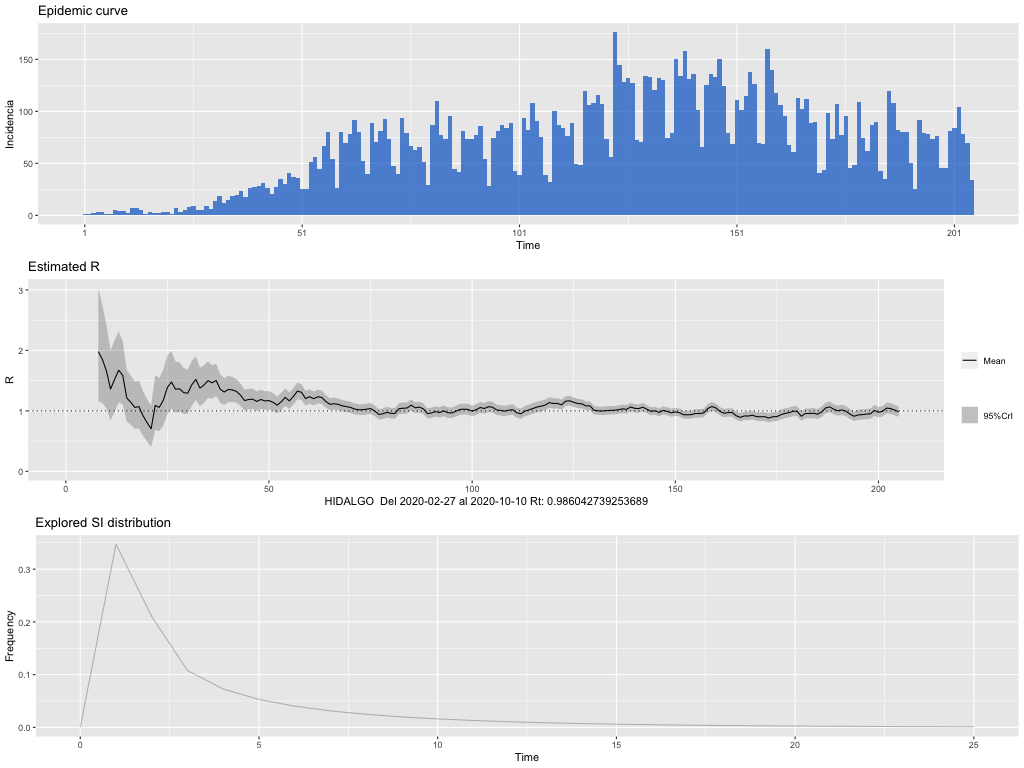 Epidemic curve
Incidencia
150
100
50
0
1 51 101 151 201
Time
Estimated R
R
3
2
1
0
0 50 100 150 200
HIDALGO Del 2020-02-27 al 2020-10-10 Rt: 0.986042739253689
Mean
95%CrI
Explored SI distribution
Frequency
0.3
0.2
0.1
0.0
0 5 10 15 20 25
Time